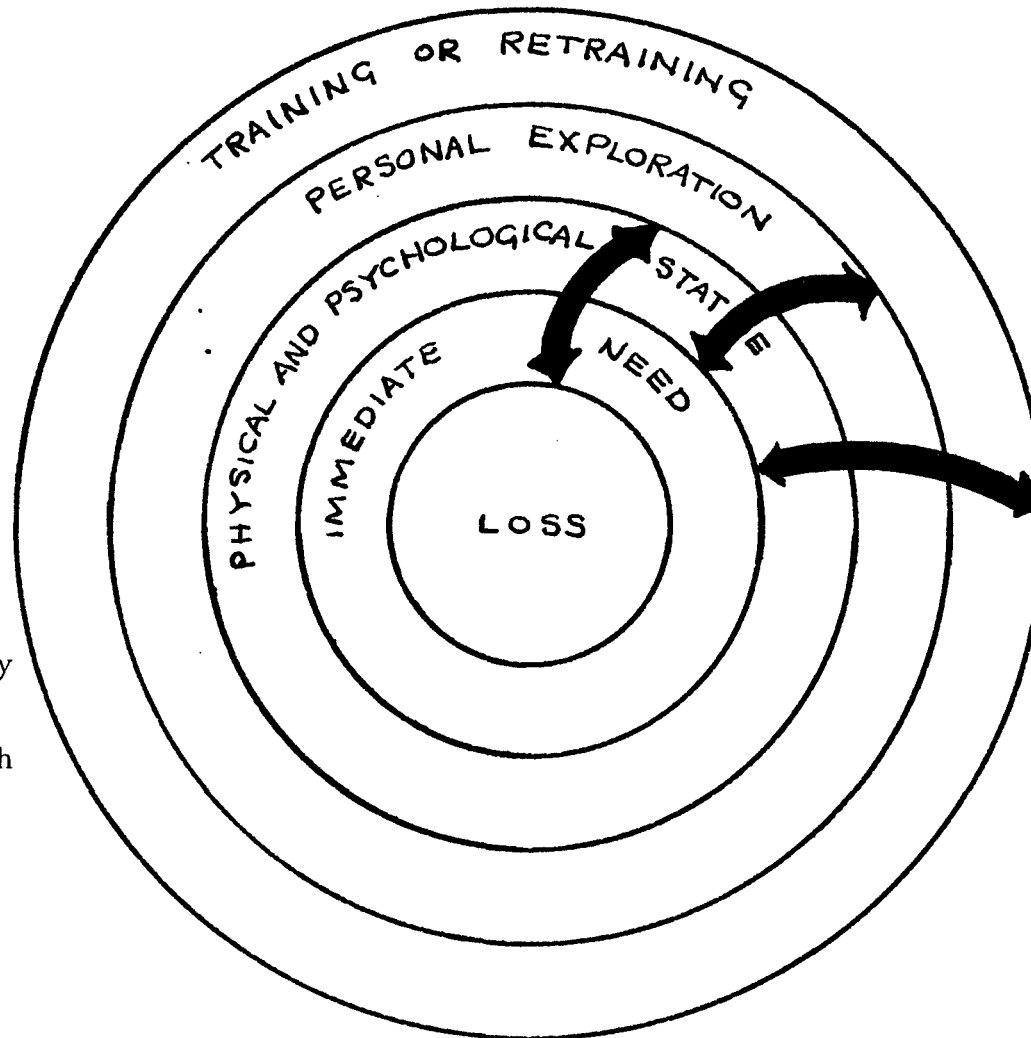 TRAINING OR RETRAINING
PERSONAL EXPLORATION
PHYSICAL AND PSYCHOLOGICAL STATE
IMMEDIATE NEED
LOSS
y
h